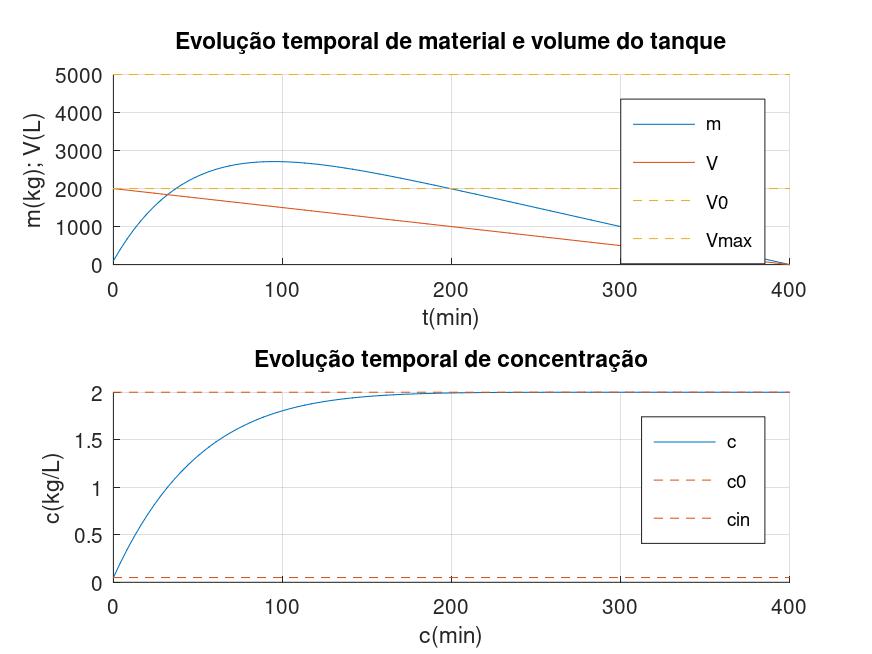 Evolução temporal de material e volume do tanque
m(kg); V(L)
5000
4000
3000
2000
1000
0
0 100 200 300 400
t(min)
m
V
V0
Vmax
Evolução temporal de concentração
c(kg/L)
2
1.5
1
0.5
0
0 100 200 300 400
c(min)
c
c0
cin